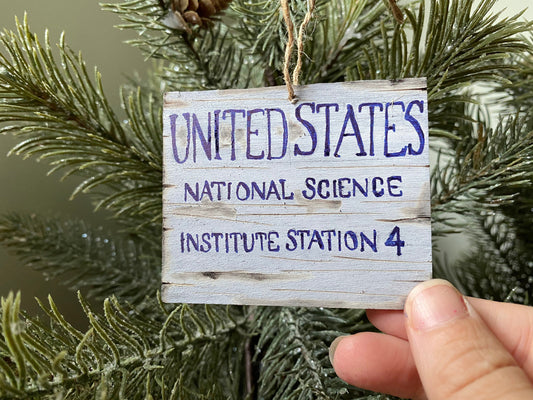 UNITED STATES
NATIONAL SCIENCE
INSTITUTE STATION 4